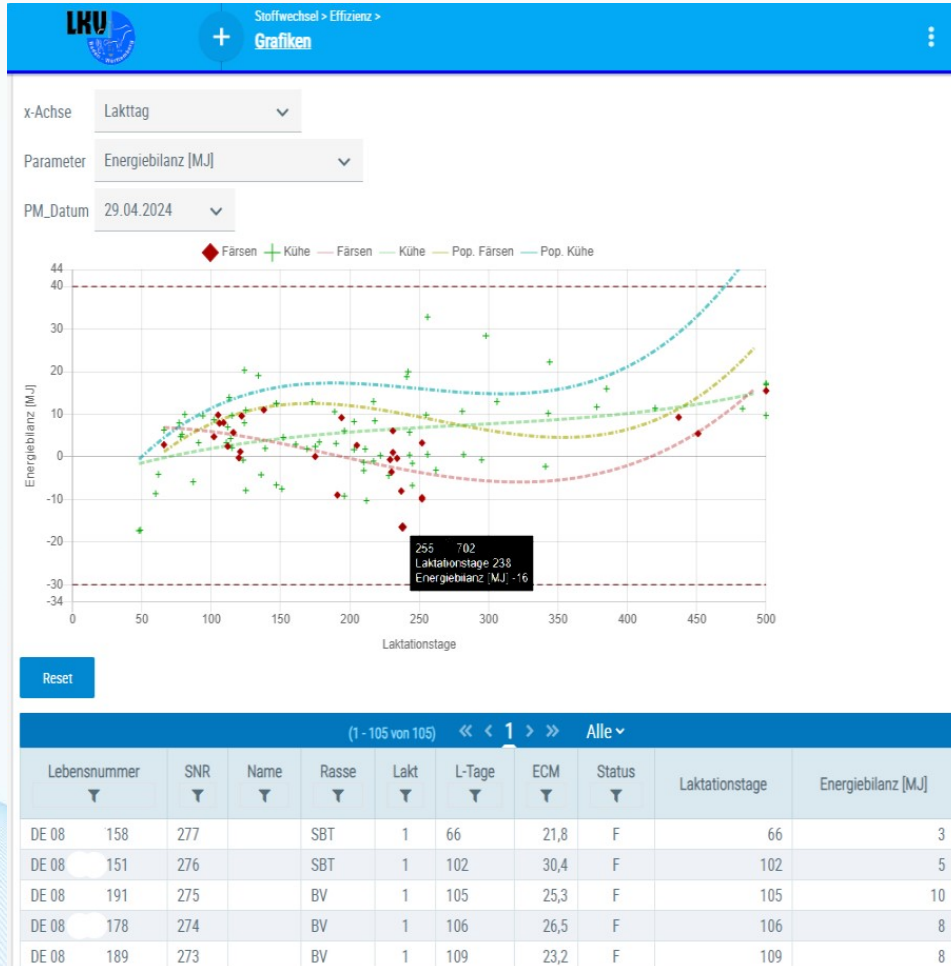 LKV
Stoffwechsel > Effizienz >
Grafiken
x-Achse Lakttag
Parameter Energiebilanz [MJ]
PM_Datum 29.04.2024
Färsen Kühe Färsen Kühe Pop. Färsen Pop. Kühe
44
40
30
20
10
0
-10
-20
-30
-34
Energiebilanz [MJ]
255 702
Laktationstage 238
Energiebilanz [MJ] -16
0 50 100 150 200 250 300 350 400 450 500
Laktationstage
Reset
(1 - 105 von 105) « < 1 > » Alle
Lebensnummer SNR Name Rasse Lakt L-Tage ECM Status Laktationstage Energiebilanz [MJ]
DE 08 158 277 SBT 1 66 21,8 F 66 3
DE 08 151 276 SBT 1 102 30,4 F 102 5
DE 08 191 275 BV 1 105 25,3 F 105 10
DE 08 178 274 BV 1 106 26,5 F 106 8
DE 08 189 273 BV 1 109 23,2 F 109 8